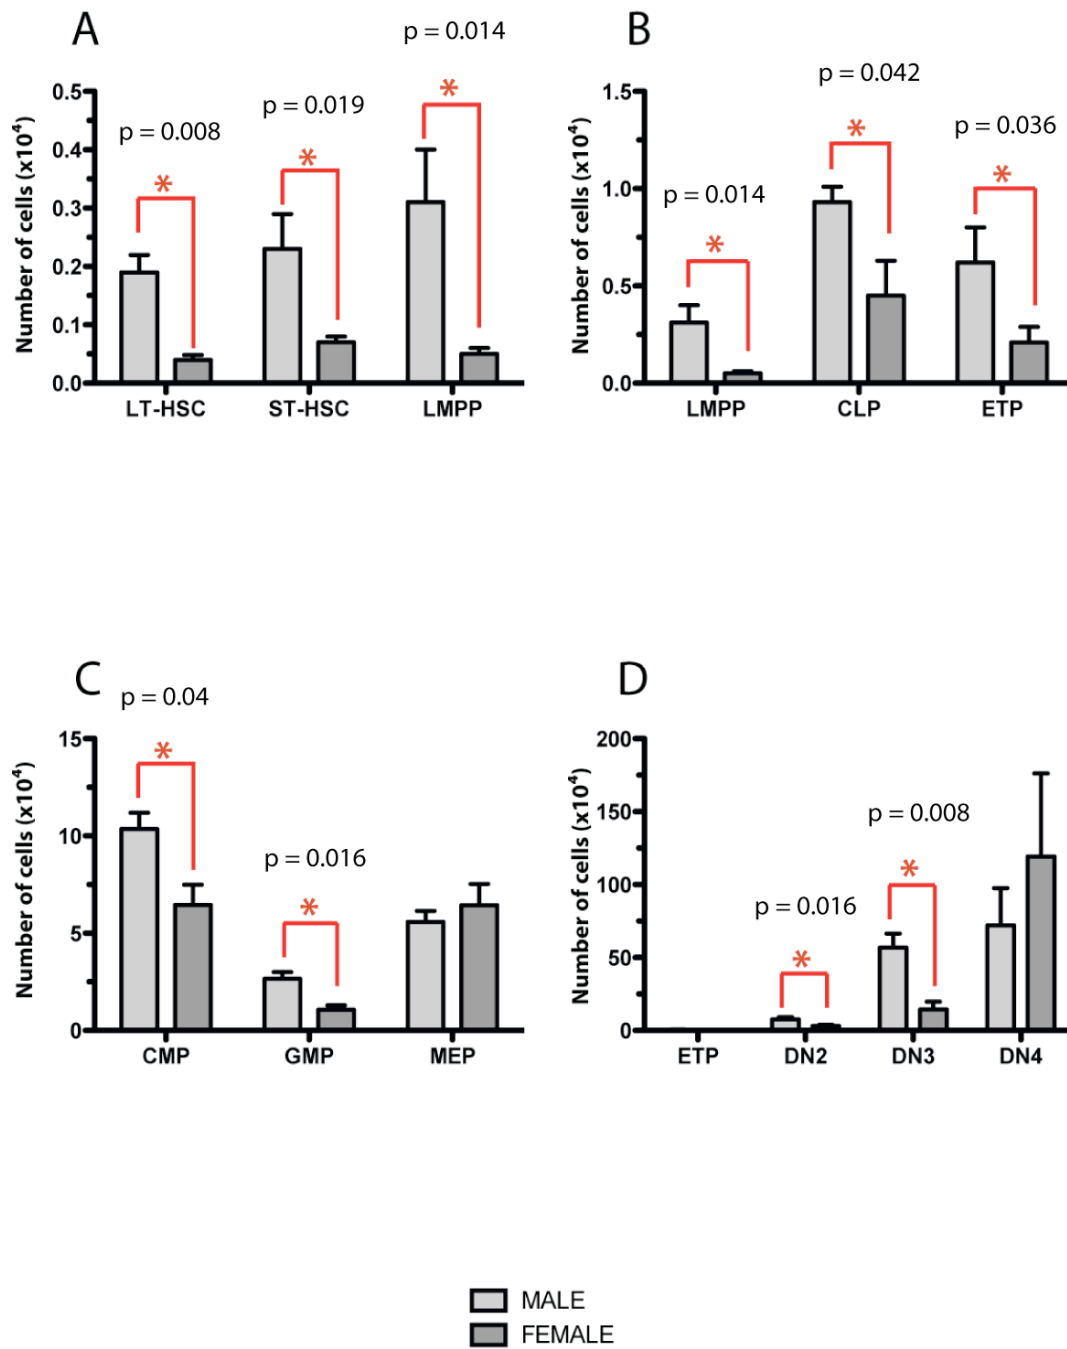 A
p = 0.014
p = 0.019
p = 0.008
*
*
*
Number of cells (x10⁴)
0.5
0.4
0.3
0.2
0.1
0.0
LT-HSC ST-HSC LMPP
B
p = 0.042
p = 0.036
p = 0.014
*
*
*
Number of cells (x10⁴)
1.5
1.0
0.5
0.0
LMPP CLP ETP
C
p = 0.04
p = 0.016
*
*
Number of cells (x10⁴)
15
10
5
0
CMP GMP MEP
D
p = 0.008
p = 0.016
*
*
Number of cells (x10⁴)
200
150
100
50
0
ETP DN2 DN3 DN4
MALE
FEMALE